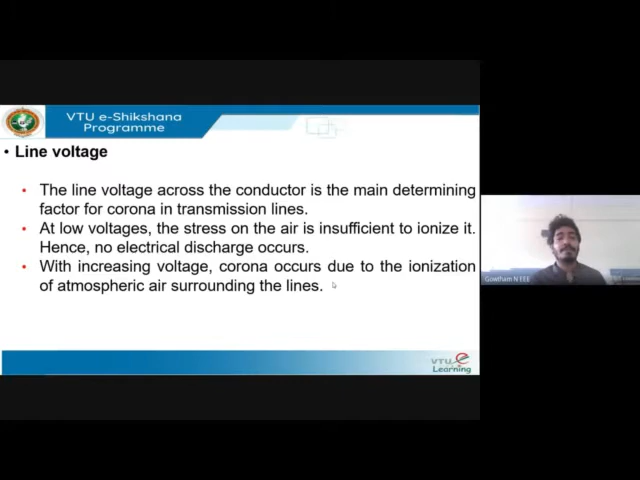 VTU e-Shikshana
Programme
• Line voltage
• The line voltage across the conductor is the main determining
factor for corona in transmission lines.
• At low voltages, the stress on the air is insufficient to ionize it.
Hence, no electrical discharge occurs.
• With increasing voltage, corona occurs due to the ionization
of atmospheric air surrounding the lines.
Gowtham N EEE
VTU e
Learning